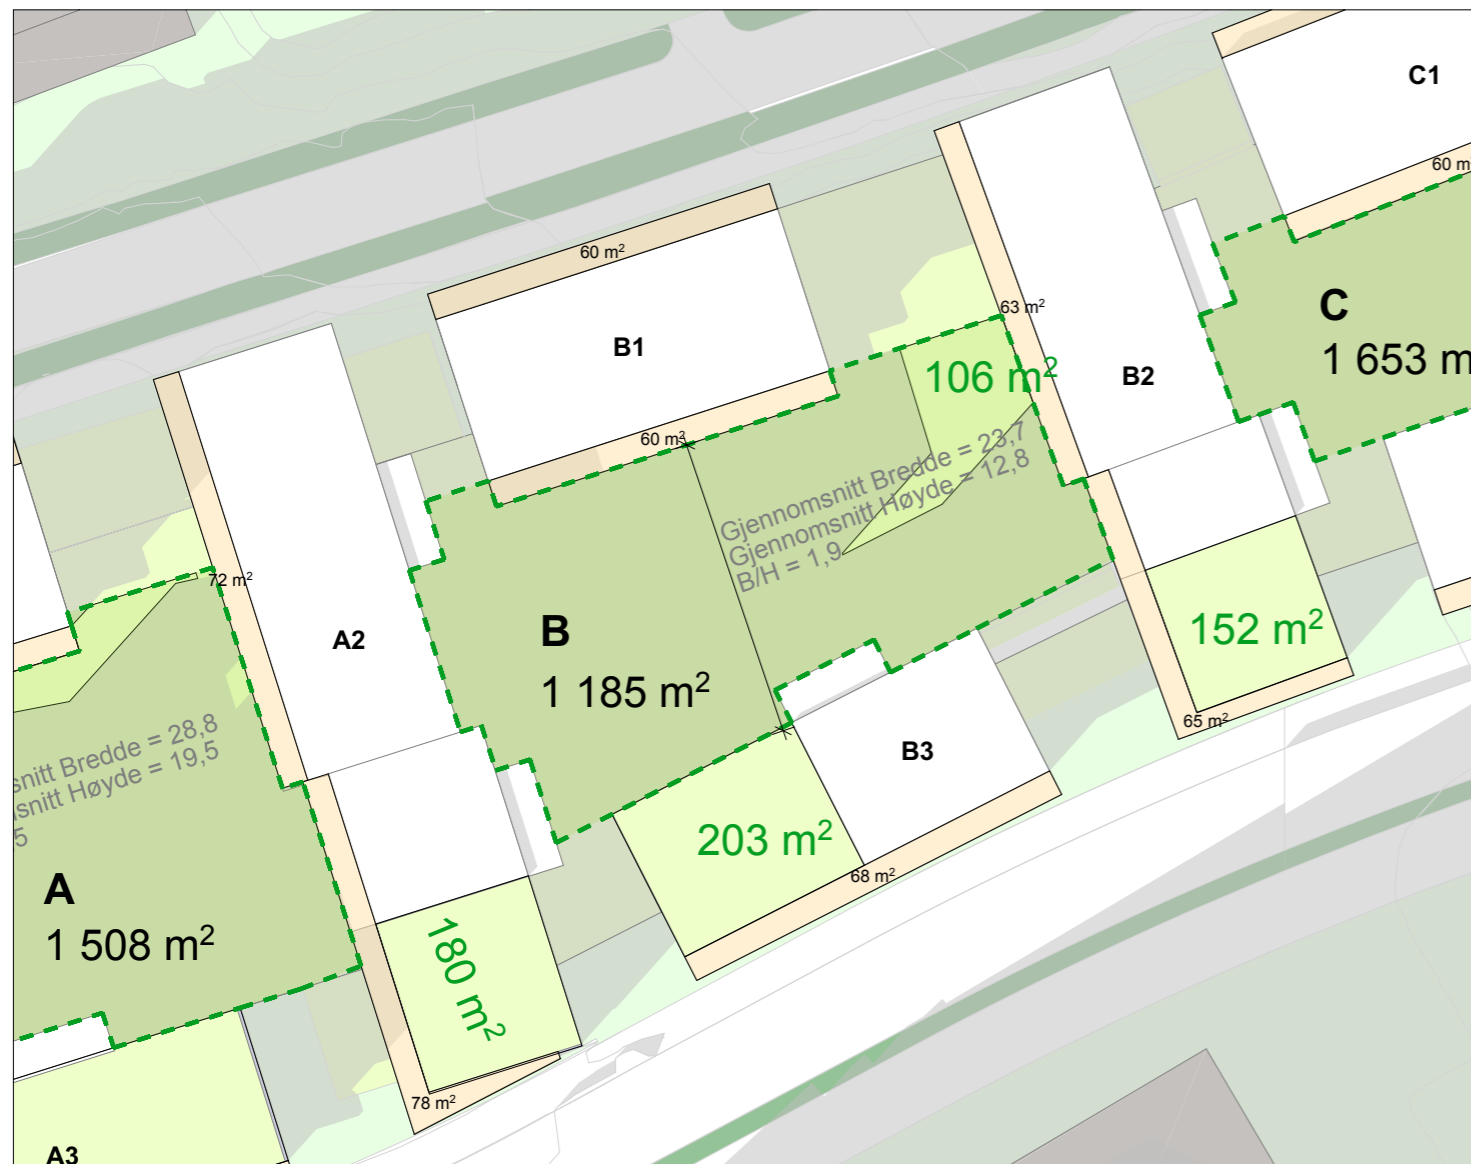 C1
60 m
60 m²
63 m²
C
1 653 m
B1
106 m²
B2
60 m²
Gjennomsnitt Bredde = 23,7
Gjennomsnitt Høyde = 12,8
B/H = 1,9
72 m²
A2
B
1 185 m²
152 m²
65 m²
snitt Bredde = 28,8
snitt Høyde = 19,5
5
B3
203 m²
68 m²
A
1 508 m²
180 m²
78 m²
A3